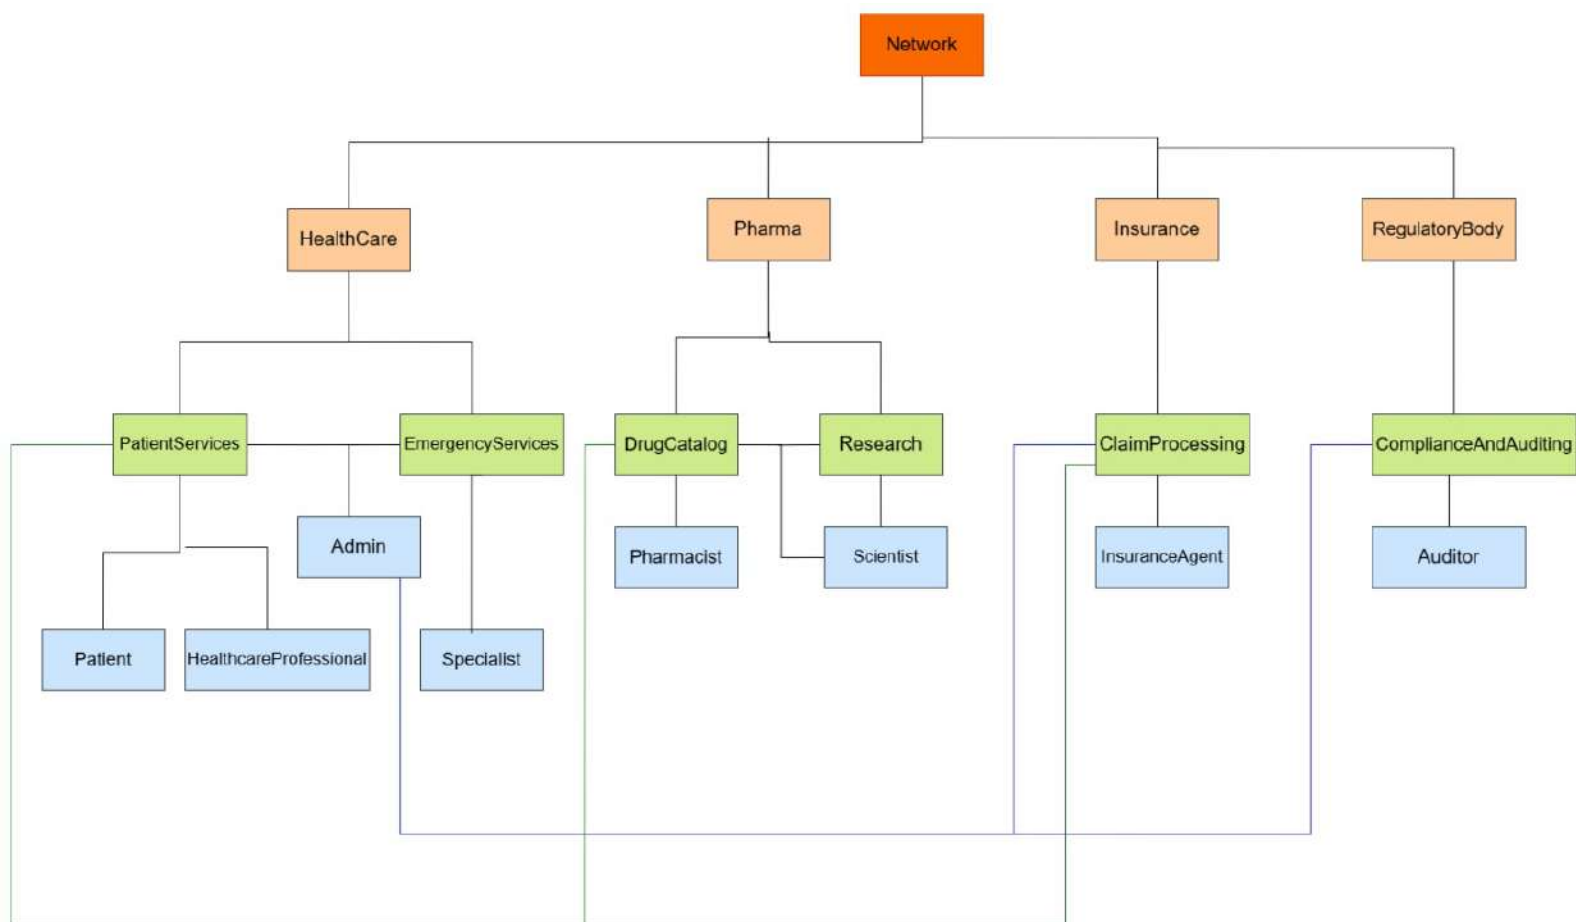 Network
HealthCare
Pharma
Insurance
RegulatoryBody
PatientServices
EmergencyServices
DrugCatalog
Research
ClaimProcessing
ComplianceAndAuditing
Admin
Pharmacist
Scientist
InsuranceAgent
Auditor
Patient
HealthcareProfessional
Specialist